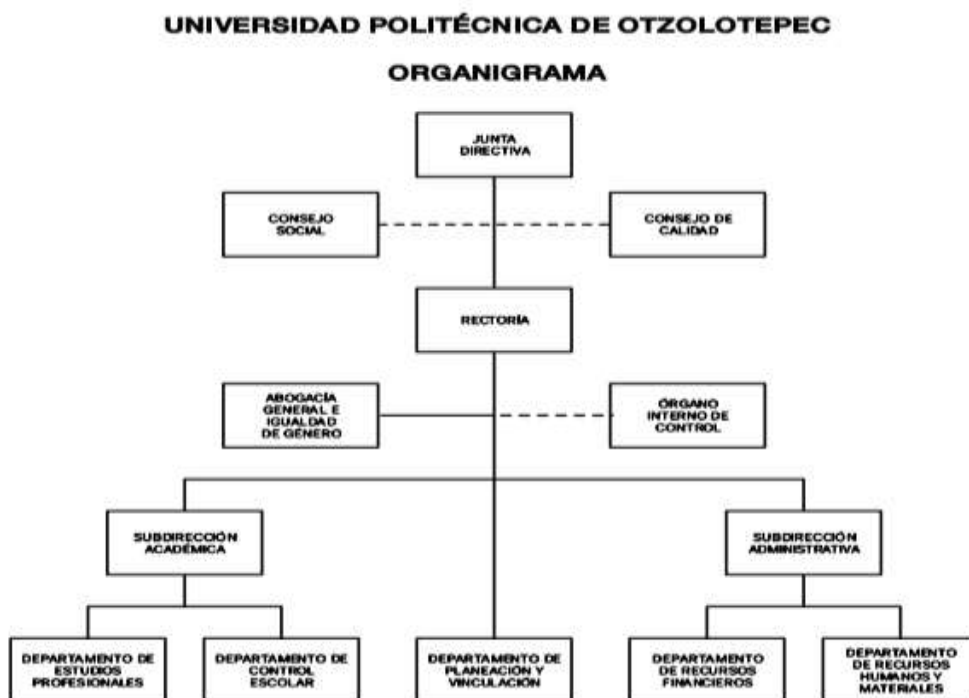 UNIVERSIDAD POLITÉCNICA DE OTZOLOTEPEC
ORGANIGRAMA
JUNTA
DIRECTIVA
CONSEJO
SOCIAL
CONSEJO DE
CALIDAD
RECTORÍA
ABOGACÍA
GENERAL E
IGUALDAD
DE GÉNERO
ÓRGANO
INTERNO DE
CONTROL
SUBDIRECCIÓN
ACADÉMICA
SUBDIRECCIÓN
ADMINISTRATIVA
DEPARTAMENTO DE
ESTUDIOS
PROFESIONALES
DEPARTAMENTO DE
CONTROL
ESCOLAR
DEPARTAMENTO DE
PLANEACIÓN Y
VINCULACIÓN
DEPARTAMENTO
DE RECURSOS
FINANCIEROS
DEPARTAMENTO
DE RECURSOS
HUMANOS Y
MATERIALES